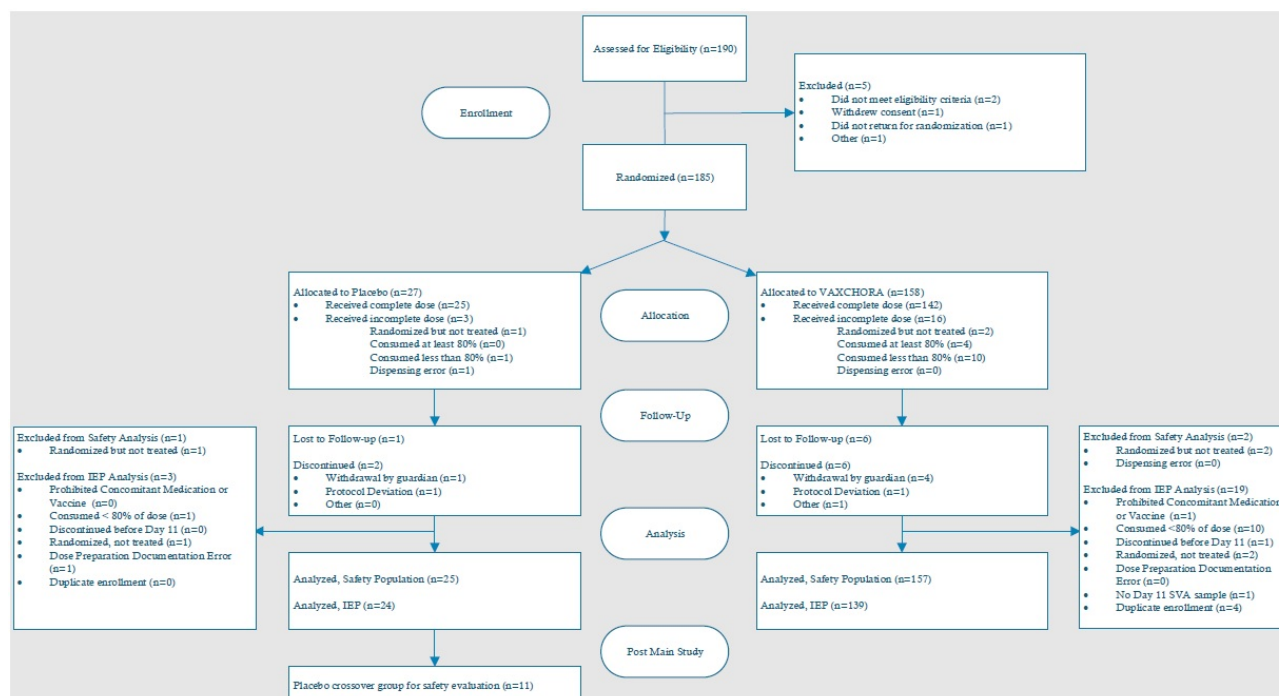 Assessed for Eligibility (n=190)
Enrollment
Excluded (n=5)
• Did not meet eligibility criteria (n=2)
• Withdrew consent (n=1)
• Did not return for randomization (n=1)
• Other (n=1)
Randomized (n=185)
Allocated to Placebo (n=27)
• Received complete dose (n=25)
• Received incomplete dose (n=3)
Randomized but not treated (n=1)
Consumed at least 80% (n=0)
Consumed less than 80% (n=1)
Dispensing error (n=1)
Allocation
Allocated to VAXCHORA (n=158)
• Received complete dose (n=142)
• Received incomplete dose (n=16)
Randomized but not treated (n=2)
Consumed at least 80% (n=4)
Consumed less than 80% (n=10)
Dispensing error (n=0)
Follow-Up
Excluded from Safety Analysis (n=1)
• Randomized but not treated (n=1)
Excluded from IEP Analysis (n=3)
• Prohibited Concomitant Medication or
Vaccine (n=0)
• Consumed < 80% of dose (n=1)
• Discontinued before Day 11 (n=0)
• Randomized, not treated (n=1)
• Dose Preparation Documentation Error
(n=1)
• Duplicate enrollment (n=0)
Lost to Follow-up (n=1)
Discontinued (n=2)
• Withdrawal by guardian (n=1)
• Protocol Deviation (n=1)
• Other (n=0)
Lost to Follow-up (n=6)
Discontinued (n=6)
• Withdrawal by guardian (n=4)
• Protocol Deviation (n=1)
• Other (n=1)
Excluded from Safety Analysis (n=2)
• Randomized but not treated (n=2)
• Dispensing error (n=0)
Excluded from IEP Analysis (n=19)
• Prohibited Concomitant Medication
or Vaccine (n=1)
• Consumed <80% of dose (n=10)
• Discontinued before Day 11 (n=1)
• Randomized, not treated (n=2)
• Dose Preparation Documentation
Error (n=0)
• No Day 11 SVA sample (n=1)
• Duplicate enrollment (n=4)
Analysis
Analyzed, Safety Population (n=25)
Analyzed, IEP (n=24)
Analyzed, Safety Population (n=157)
Analyzed, IEP (n=139)
Post Main Study
Placebo crossover group for safety evaluation (n=11)